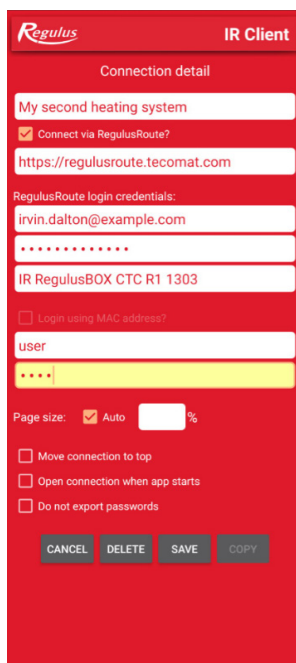 Regulus
IR Client
Connection detail
My second heating system
Connect via RegulusRoute?
https://regulusroute.tecomat.com
RegulusRoute login credentials:
irvin.dalton@example.com
•••••••••••••
IR RegulusBOX CTC R1 1303
Login using MAC address?
user
••••
Page size: Auto %
Move connection to top
Open connection when app starts
Do not export passwords
CANCEL DELETE SAVE COPY